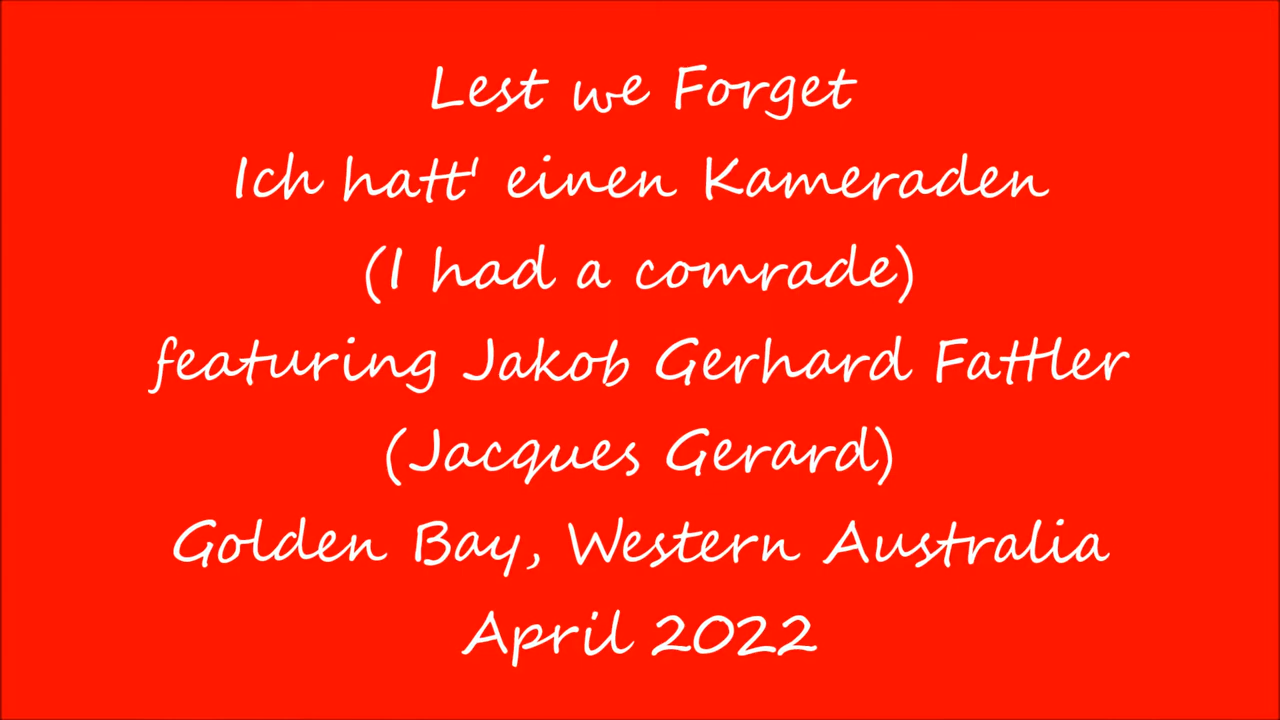 Lest we Forget
Ich hatt' einen Kameraden
(I had a comrade)
featuring Jakob Gerhard Fattler
(Jacques Gerard)
Golden Bay, Western Australia
April 2022